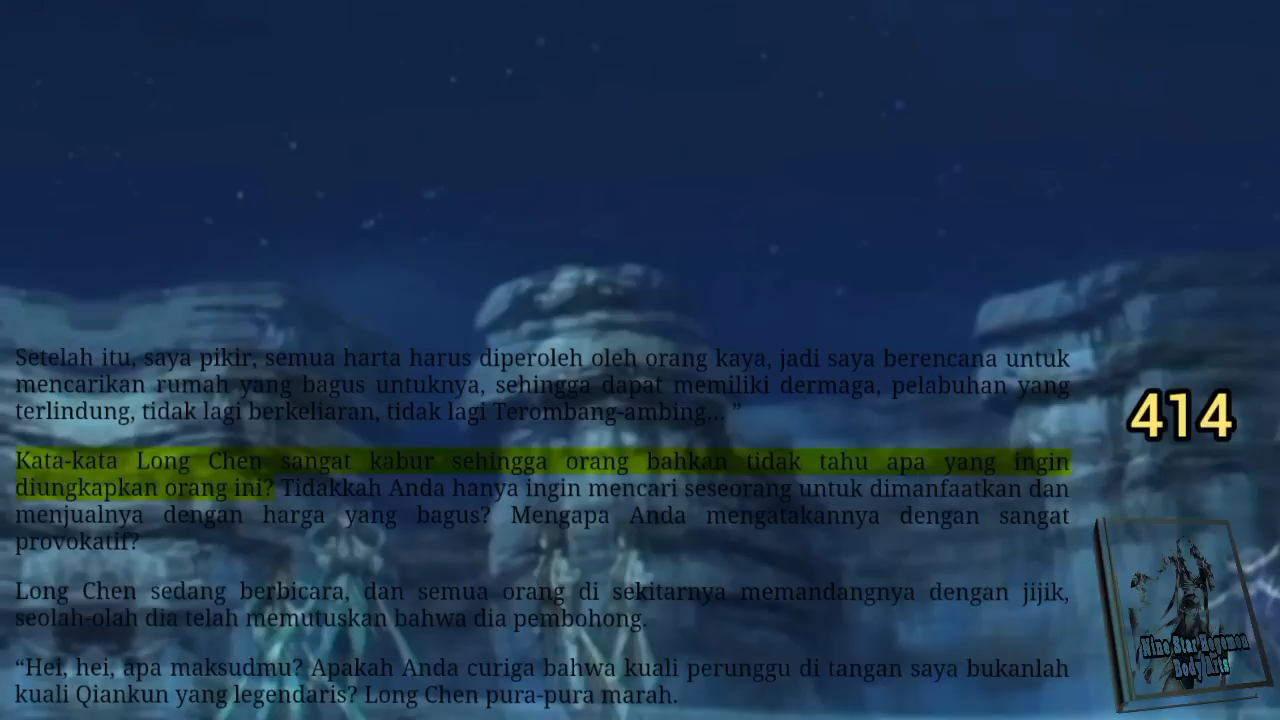 Setelah itu, saya pikir, semua harta harus diperoleh oleh orang kaya, jadi saya berencana untuk
mencarikan rumah yang bagus untuknya, sehingga dapat memiliki dermaga, pelabuhan yang
terlindung, tidak lagi berkeliaran, tidak lagi Terombang-ambing... ”
Kata-kata Long Chen sangat kabur sehingga orang bahkan tidak tahu apa yang ingin
diungkapkan orang ini? Tidakkah Anda hanya ingin mencari seseorang untuk dimanfaatkan dan
menjualnya dengan harga yang bagus? Mengapa Anda mengatakannya dengan sangat
provokatif?
Long Chen sedang berbicara, dan semua orang di sekitarnya memandangnya dengan jijik,
seolah-olah dia telah memutuskan bahwa dia pembohong.
“Hei, hei, apa maksudmu? Apakah Anda curiga bahwa kuali perunggu di tangan saya bukanlah
kuali Qiankun yang legendaris? Long Chen pura-pura marah.
414
Nine Star Hegemon
Body Arts